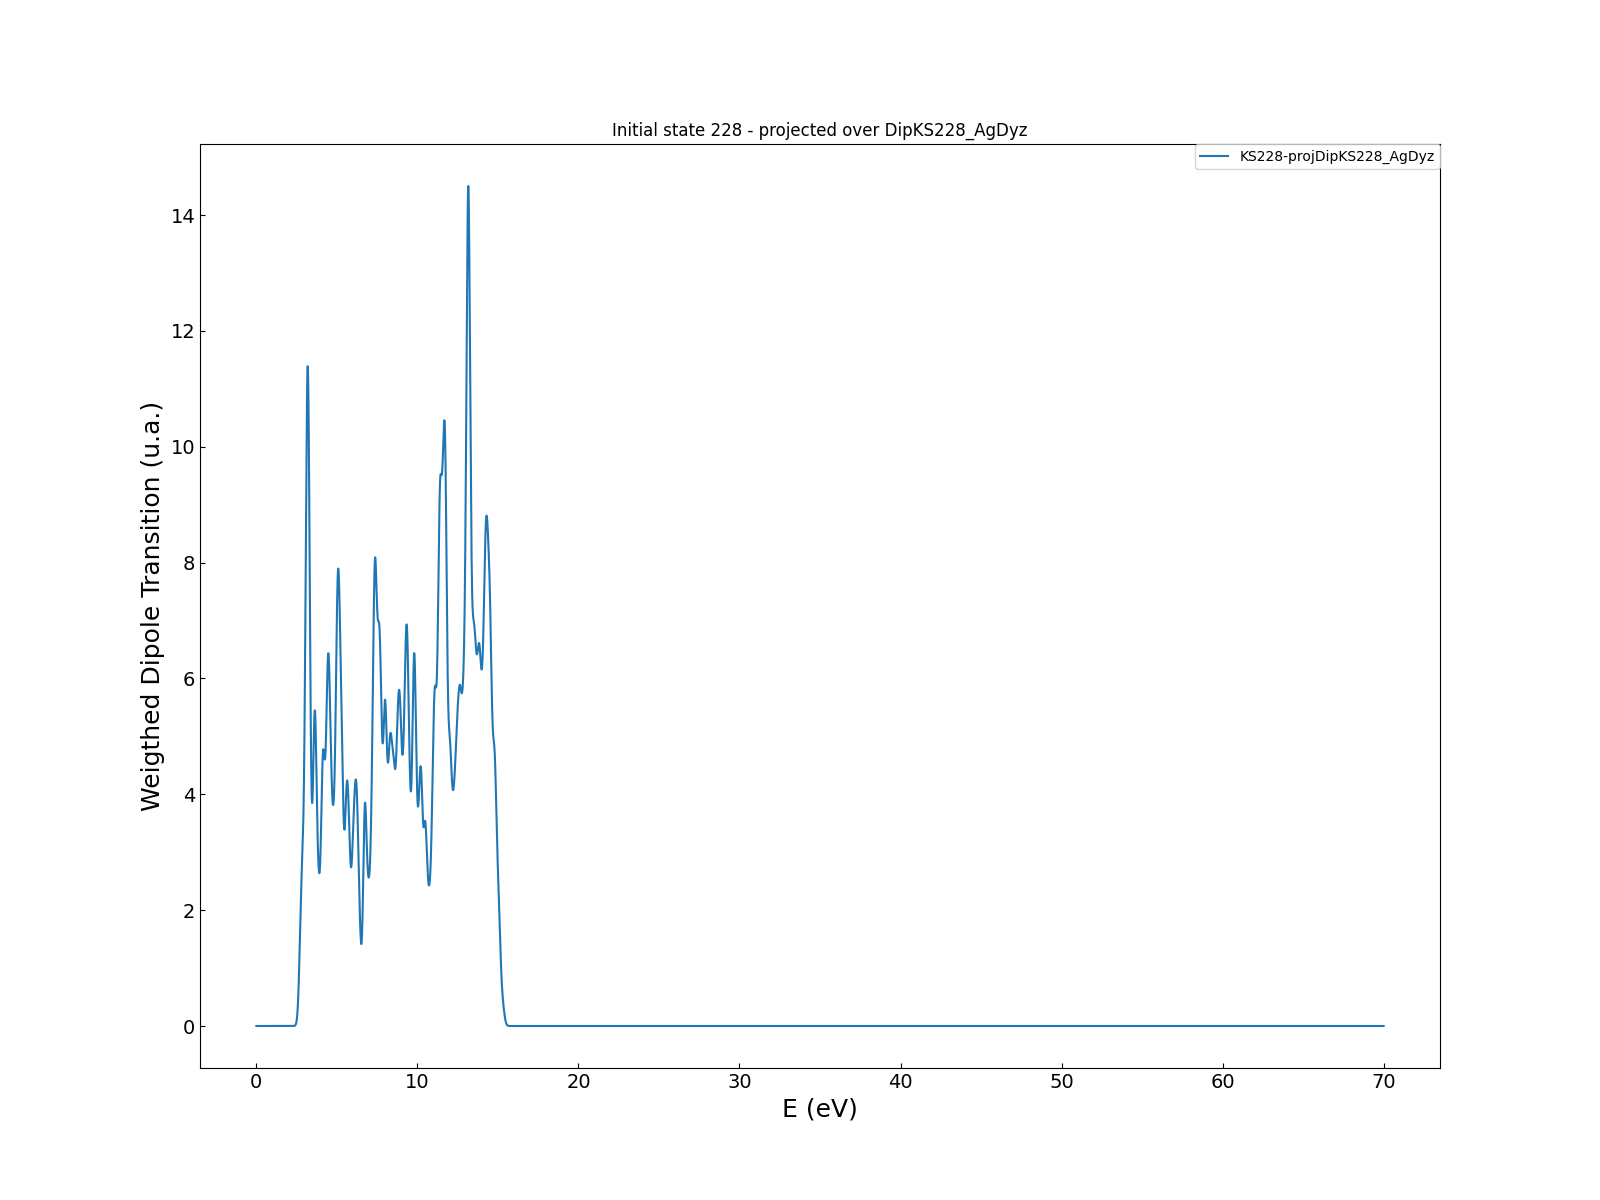 Initial state 228 - projected over DipKS228_AgDyz
KS228-projDipKS228_AgDyz
Weigthed Dipole Transition (u.a.)
14
12
10
8
6
4
2
0
0 10 20 30 40 50 60 70
E (eV)